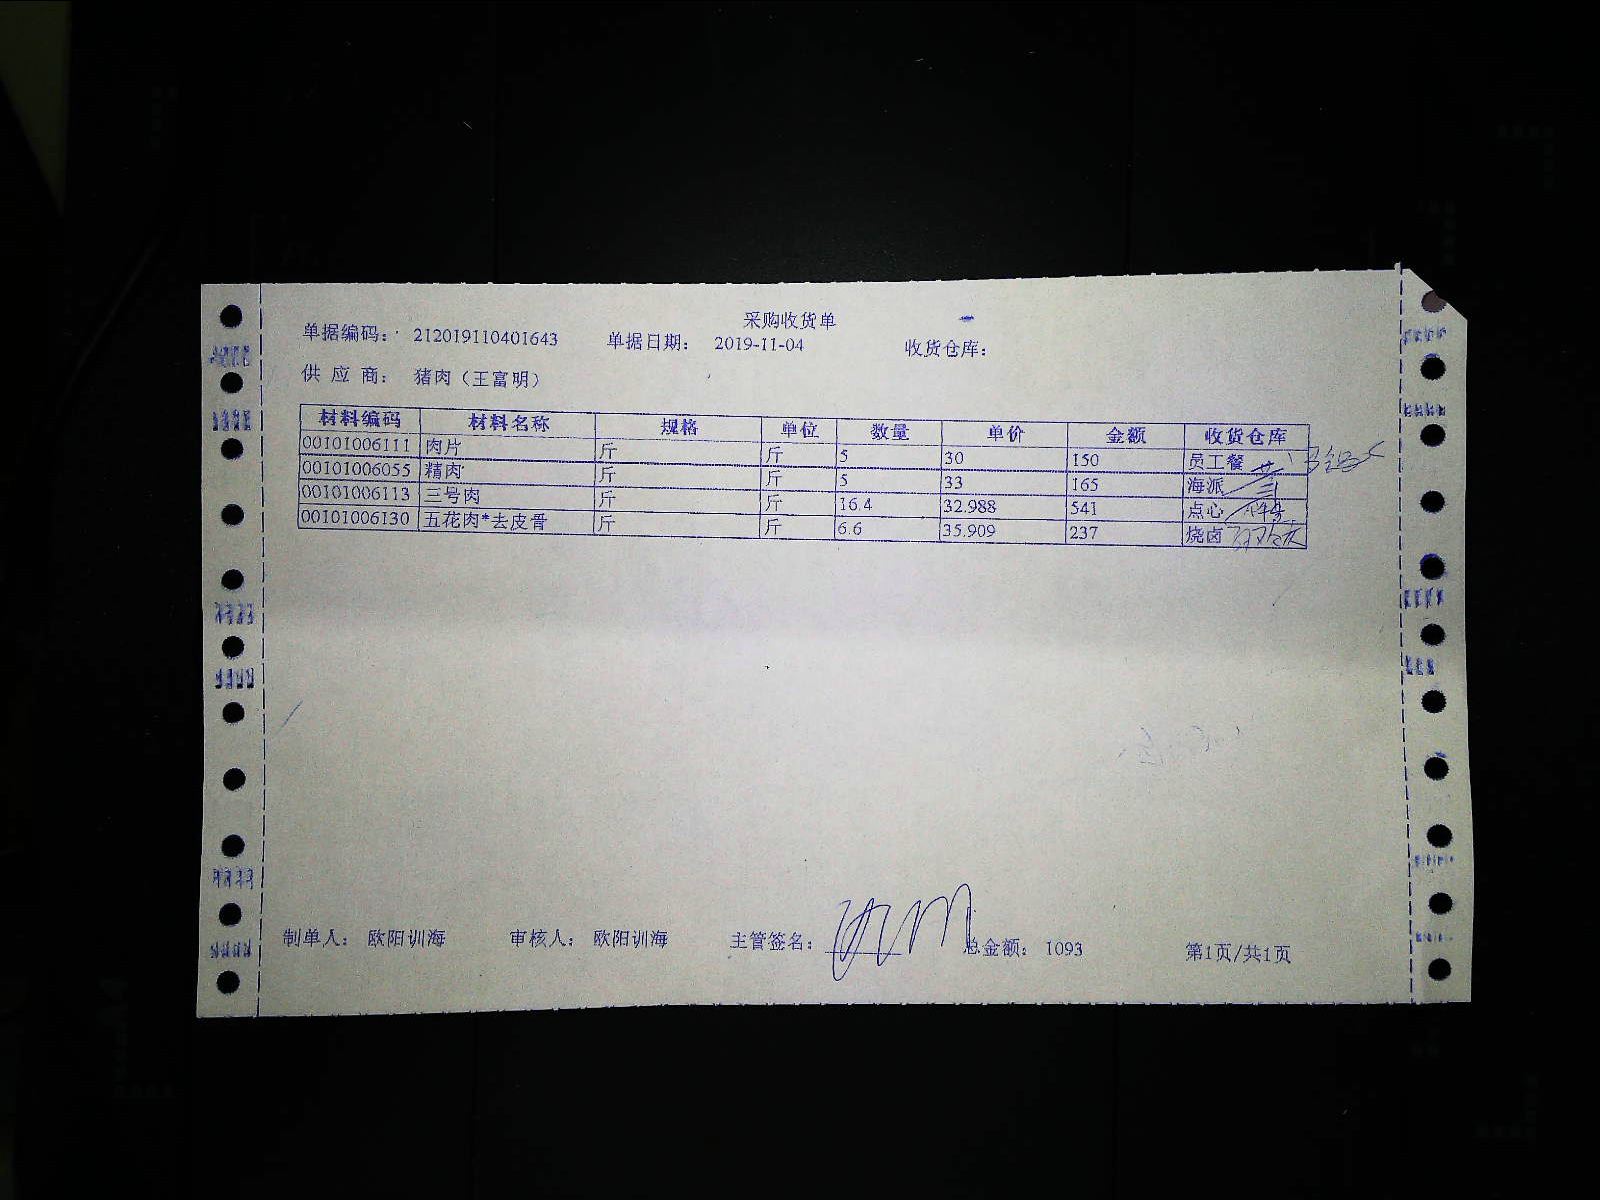 采购收货单
单据编码： 212019110401643 单据日期： 2019-11-04 收货仓库：
供 应 商： 猪肉（王富明）
材料编码 材料名称 规格 单位 数量 单价 金额 收货仓库
00101006111 肉片 斤 斤 5 30 150 员工餐
00101006055 精肉 斤 斤 5 33 165 海派
00101006113 三号肉 斤 斤 16.4 32.988 541 点心
00101006130 五花肉*去皮骨 斤 斤 6.6 35.909 237 烧卤
制单人： 欧阳训海 审核人： 欧阳训海 主管签名： 总金额： 1093 第1页/共1页